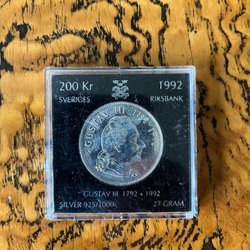 200 Kr 1992
SVERIGES RIKSBANK
GUSTAV III
GUSTAV III 1792 • 1992
SILVER 925/1000 27 GRAM